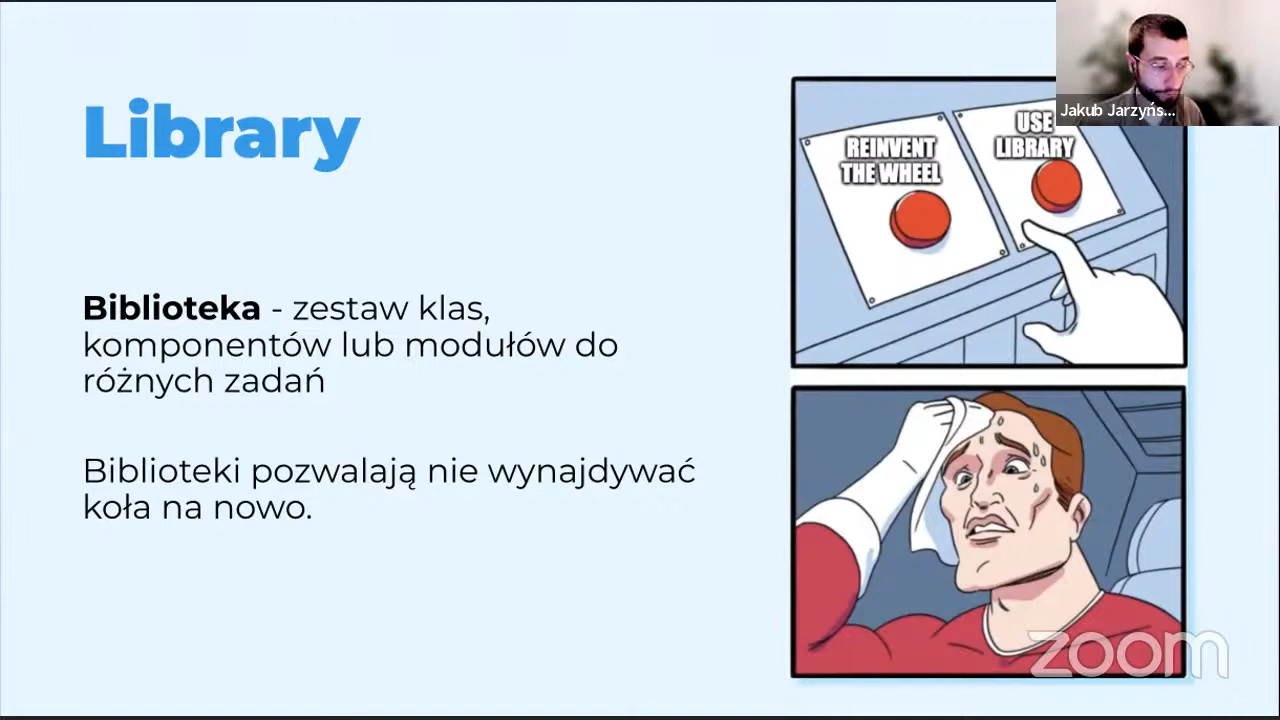 Library
Biblioteka - zestaw klas,
komponentów lub modułów do
różnych zadań
Biblioteki pozwalają nie wynajdywać
koła na nowo.
REINVENT
THE WHEEL
USE
LIBRARY
Jakub Jarzyńs...
zoom